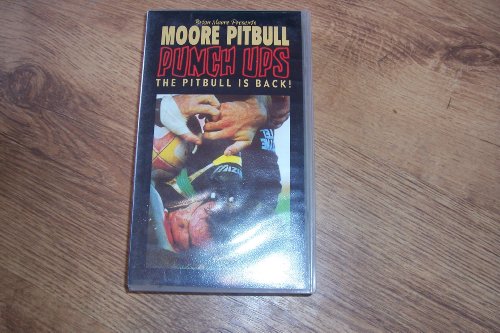 Brian Moore Presents
MOORE PITBULL
PUNCH UPS
THE PITBULL IS BACK!